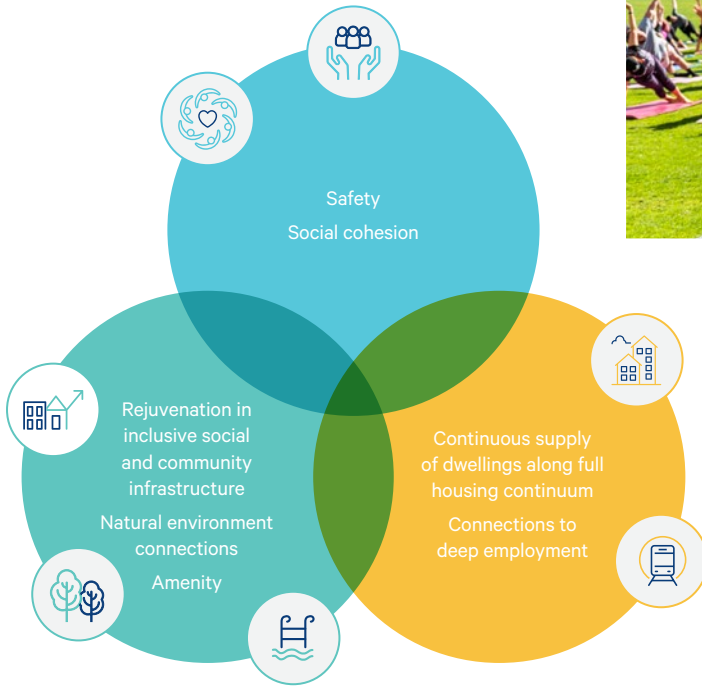 Safety
Social cohesion
Rejuvenation in
inclusive social
and community
infrastructure
Natural environment
connections
Amenity
Continuous supply
of dwellings along full
housing continuum
Connections to
deep employment